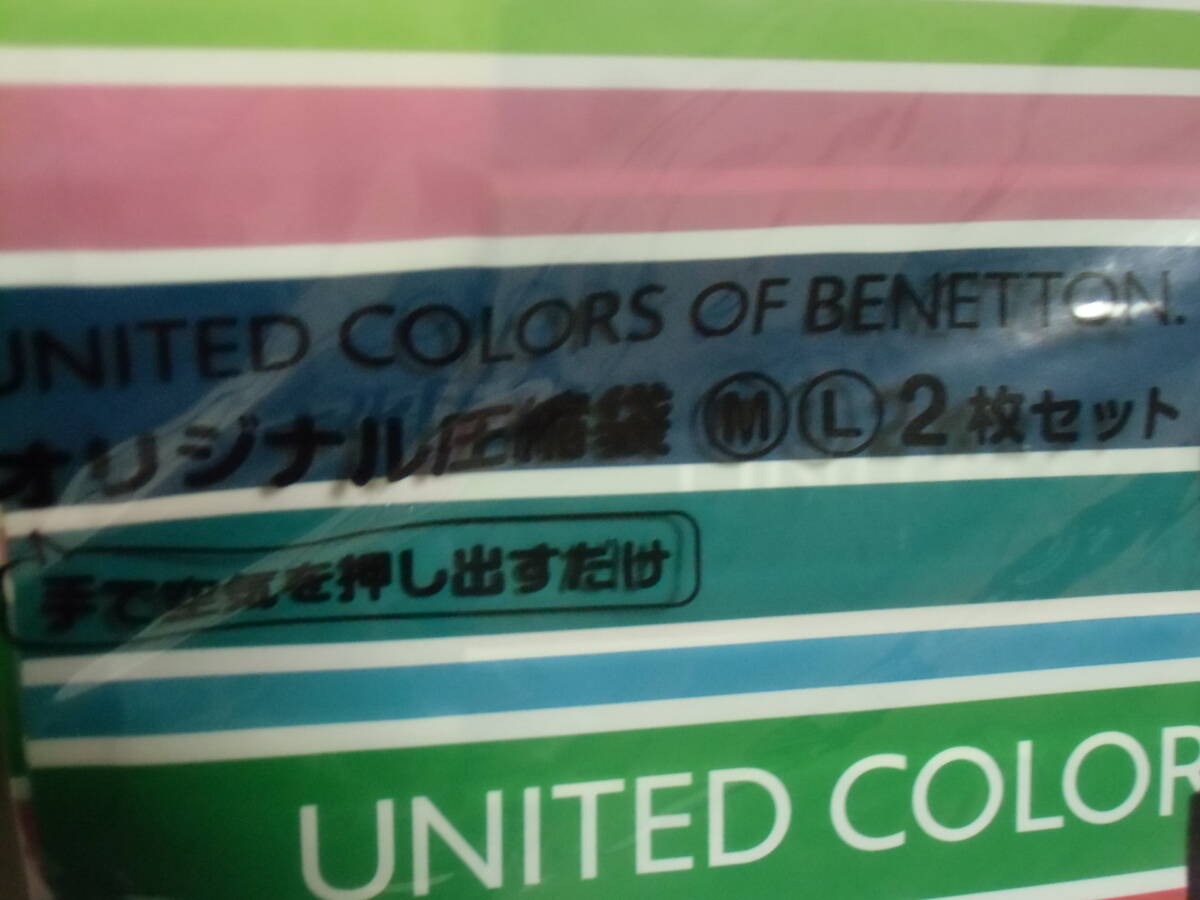 UNITED COLORS OF BENETTON.
オリジナル圧縮袋 Ⓜ Ⓛ 2枚セット
手で空気を押し出すだけ
UNITED COLOR